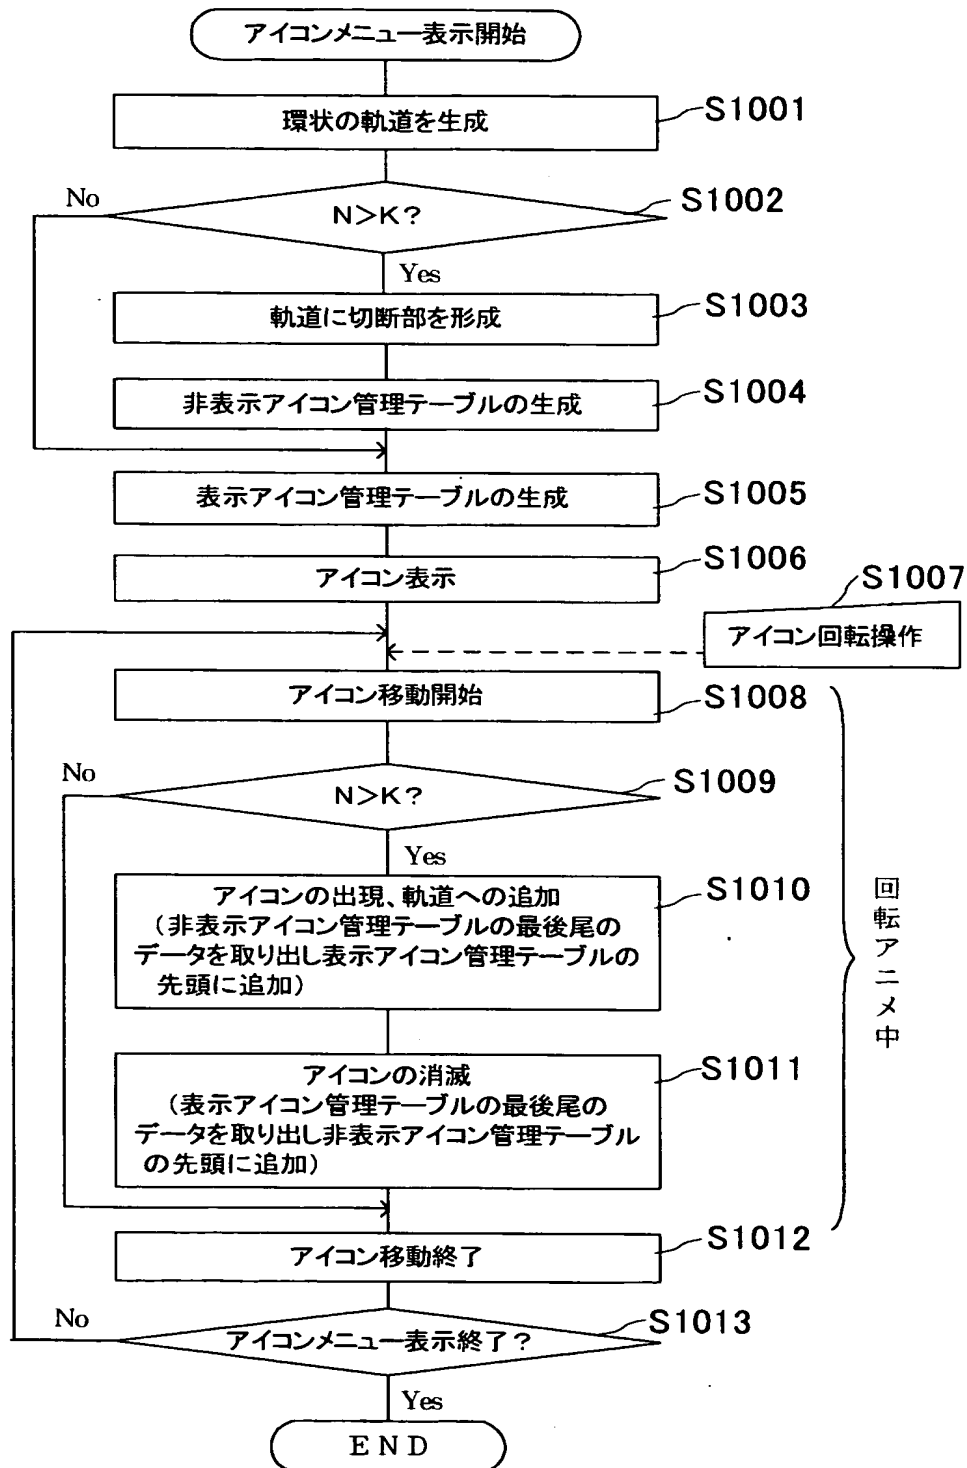 アイコンメニュー表示開始
環状の軌道を生成
S1001
No
N>K?
S1002
Yes
軌道に切断部を形成
S1003
非表示アイコン管理テーブルの生成
S1004
表示アイコン管理テーブルの生成
S1005
アイコン表示
S1006
S1007
アイコン回転操作
アイコン移動開始
S1008
No
N>K?
S1009
Yes
アイコンの出現、軌道への追加
(非表示アイコン管理テーブルの最後尾の
データを取り出し表示アイコン管理テーブルの
先頭に追加)
S1010
回転アニメ中
アイコンの消滅
(表示アイコン管理テーブルの最後尾の
データを取り出し非表示アイコン管理テーブル
の先頭に追加)
S1011
アイコン移動終了
S1012
No
アイコンメニュー表示終了?
S1013
Yes
END